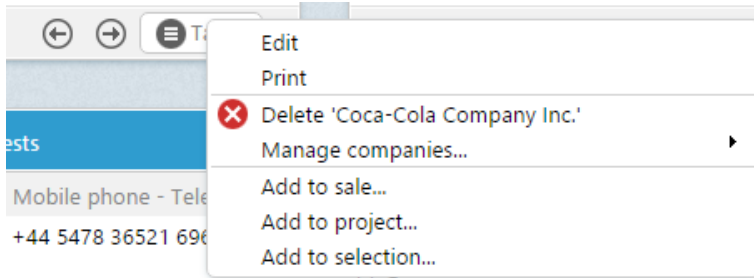 Edit
Print
Delete 'Coca-Cola Company Inc.'
ests
Manage companies...
Mobile phone - Tele
Add to sale...
Add to project...
+44 5478 36521 696
Add to selection...